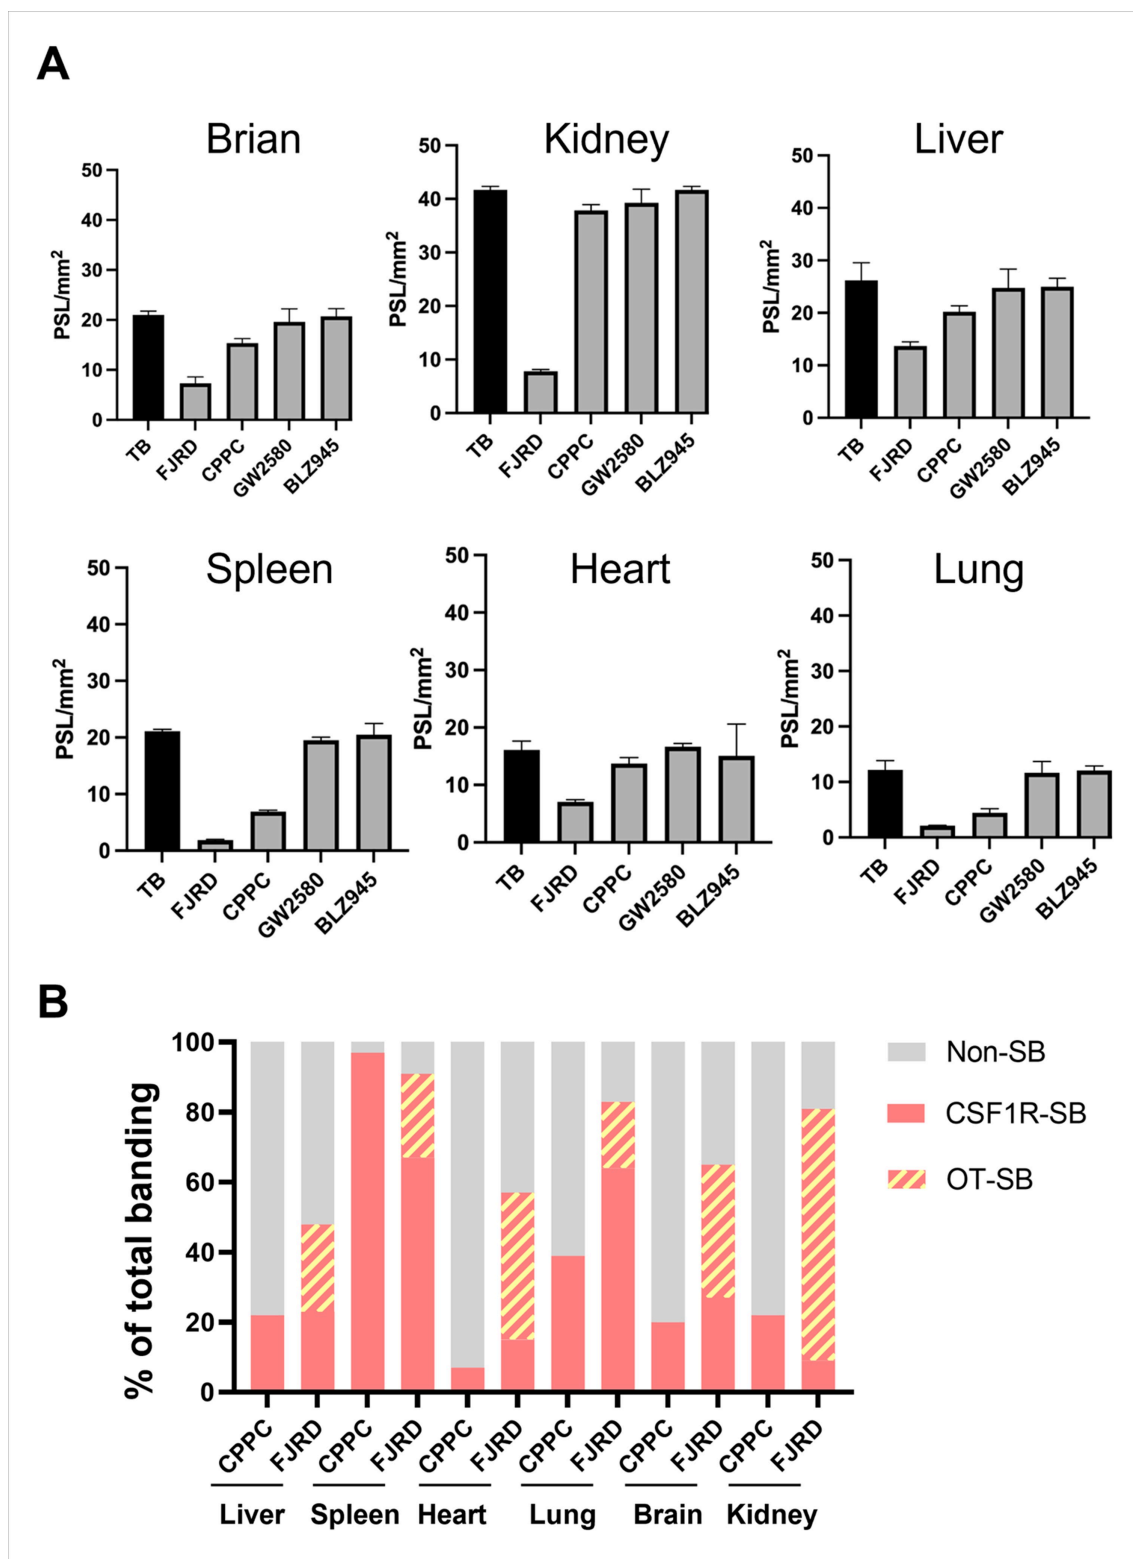 A
Brian
Kidney
Liver
50
40
30
20
10
0
PSL/mm²
TB
FJRD
CPPC
GW2580
BLZ945
50
40
30
20
10
0
PSL/mm²
TB
FJRD
CPPC
GW2580
BLZ945
50
40
30
20
10
0
PSL/mm²
TB
FJRD
CPPC
GW2580
BLZ945
Spleen
Heart
Lung
50
40
30
20
10
0
PSL/mm²
TB
FJRD
CPPC
GW2580
BLZ945
50
40
30
20
10
0
PSL/mm²
TB
FJRD
CPPC
GW2580
BLZ945
50
40
30
20
10
0
PSL/mm²
TB
FJRD
CPPC
GW2580
BLZ945
B
100
80
60
40
20
0
% of total banding
Non-SB
CSF1R-SB
OT-SB
CPPC FJRD CPPC FJRD CPPC FJRD CPPC FJRD CPPC FJRD CPPC FJRD
Liver Spleen Heart Lung Brain Kidney